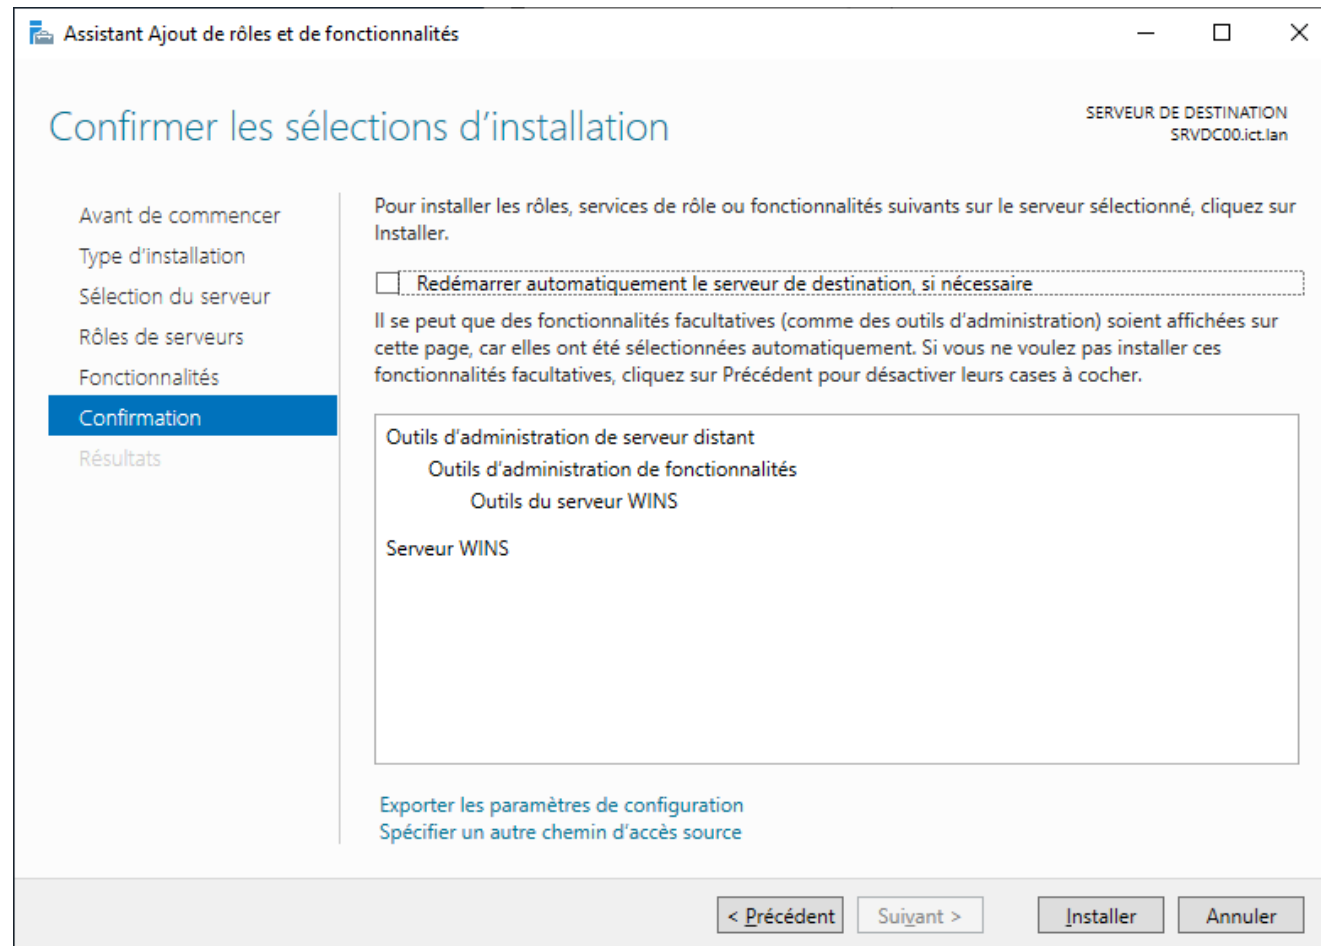 Assistant Ajout de rôles et de fonctionnalités
Confirmer les sélections d’installation
SERVEUR DE DESTINATION
SRVDC00.ict.lan
Avant de commencer
Type d’installation
Sélection du serveur
Rôles de serveurs
Fonctionnalités
Confirmation
Résultats
Pour installer les rôles, services de rôle ou fonctionnalités suivants sur le serveur sélectionné, cliquez sur
Installer.
Redémarrer automatiquement le serveur de destination, si nécessaire
Il se peut que des fonctionnalités facultatives (comme des outils d’administration) soient affichées sur
cette page, car elles ont été sélectionnées automatiquement. Si vous ne voulez pas installer ces
fonctionnalités facultatives, cliquez sur Précédent pour désactiver leurs cases à cocher.
Outils d’administration de serveur distant
Outils d’administration de fonctionnalités
Outils du serveur WINS
Serveur WINS
Exporter les paramètres de configuration
Spécifier un autre chemin d’accès source
< Précédent
Suivant >
Installer
Annuler